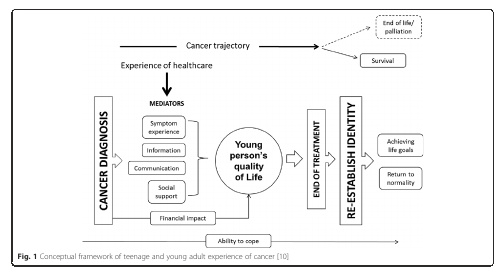 End of life/
palliation
Cancer trajectory
Survival
Experience of healthcare
MEDIATORS
CANCER DIAGNOSIS
Symptom
experience
Information
Communication
Social
support
Financial impact
Young
person's
quality
of Life
END OF TREATMENT
RE-ESTABLISH IDENTITY
Achieving
life goals
Return to
normality
Ability to cope
Fig. 1 Conceptual framework of teenage and young adult experience of cancer [10]